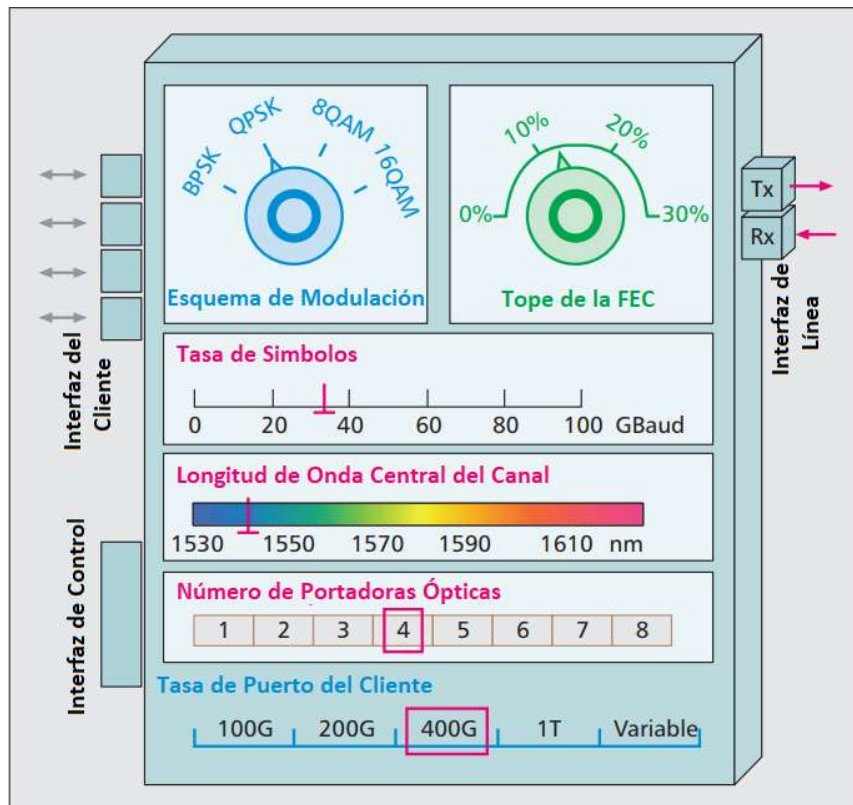 BPSK
QPSK
8QAM
16QAM
Esquema de Modulación
0%
10%
20%
30%
Tope de la FEC
Tx
Rx
Interfaz de
Línea
Interfaz del
Cliente
Tasa de Simbolos
0 20 40 60 80 100 GBaud
Longitud de Onda Central del Canal
1530 1550 1570 1590 1610 nm
Interfaz de Control
Número de Portadoras Ópticas
1 2 3 4 5 6 7 8
Tasa de Puerto del Cliente
100G 200G 400G 1T Variable